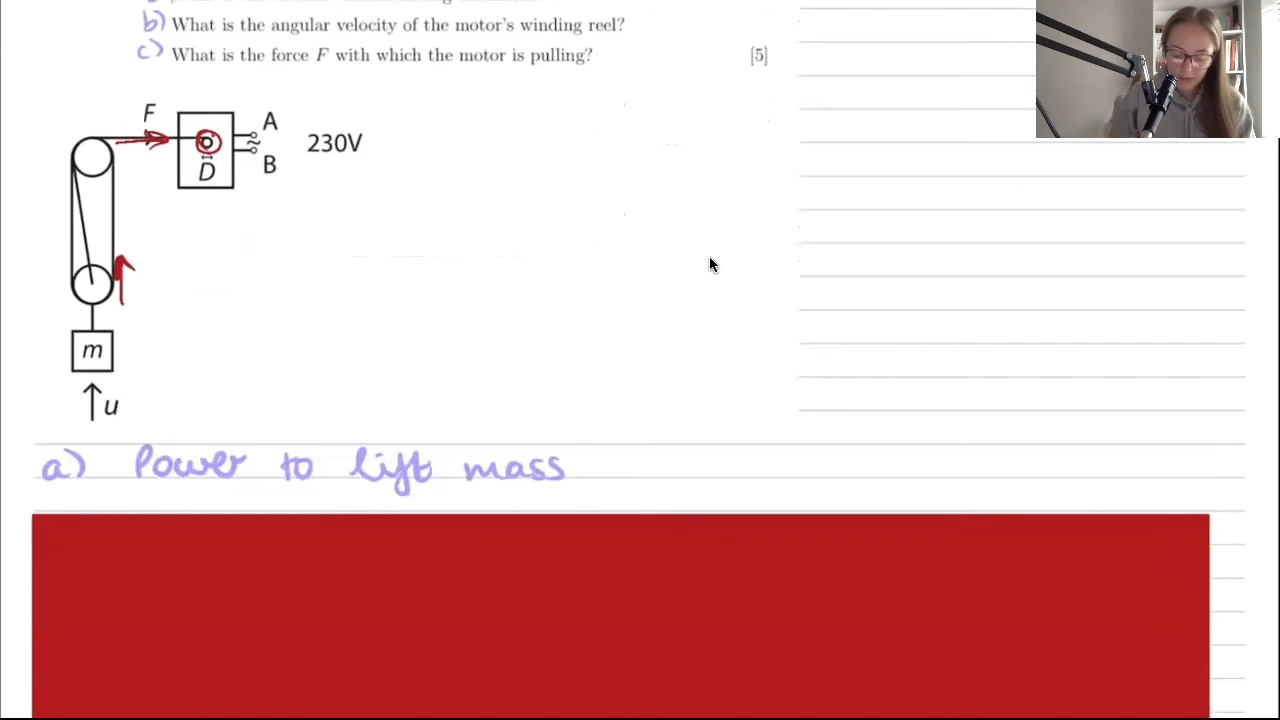 b) What is the angular velocity of the motor's winding reel?
c) What is the force F with which the motor is pulling? [5]
F
A
230V
D
B
m
u
a) Power to lift mass